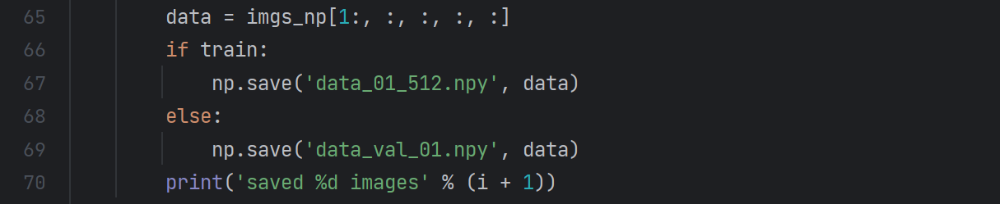 65 data = imgs_np[1:, :, :, :, :]
66 if train:
67 np.save('data_01_512.npy', data)
68 else:
69 np.save('data_val_01.npy', data)
70 print('saved %d images' % (i + 1))